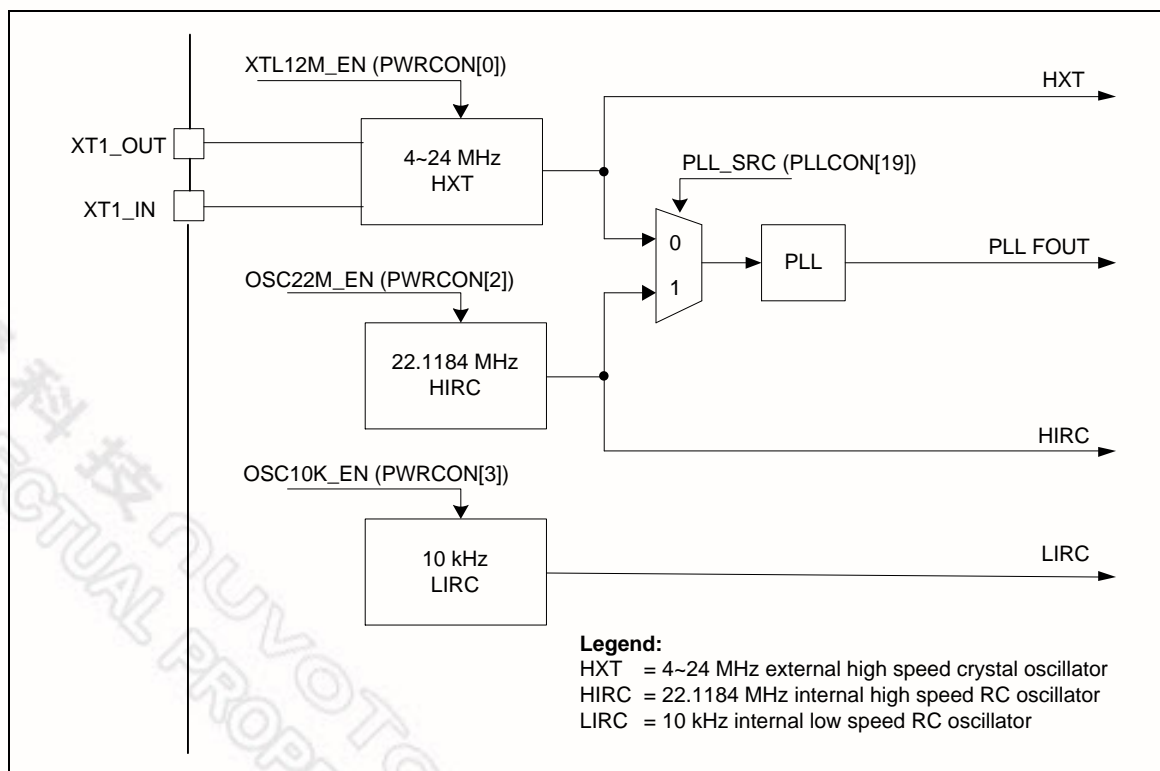 XTL12M_EN (PWRCON[0])
HXT
XT1_OUT
4~24 MHz
HXT
PLL_SRC (PLLCON[19])
XT1_IN
0
PLL
PLL FOUT
1
OSC22M_EN (PWRCON[2])
22.1184 MHz
HIRC
HIRC
OSC10K_EN (PWRCON[3])
10 kHz
LIRC
LIRC
Legend:
HXT = 4~24 MHz external high speed crystal oscillator
HIRC = 22.1184 MHz internal high speed RC oscillator
LIRC = 10 kHz internal low speed RC oscillator
科技 nuvoTo